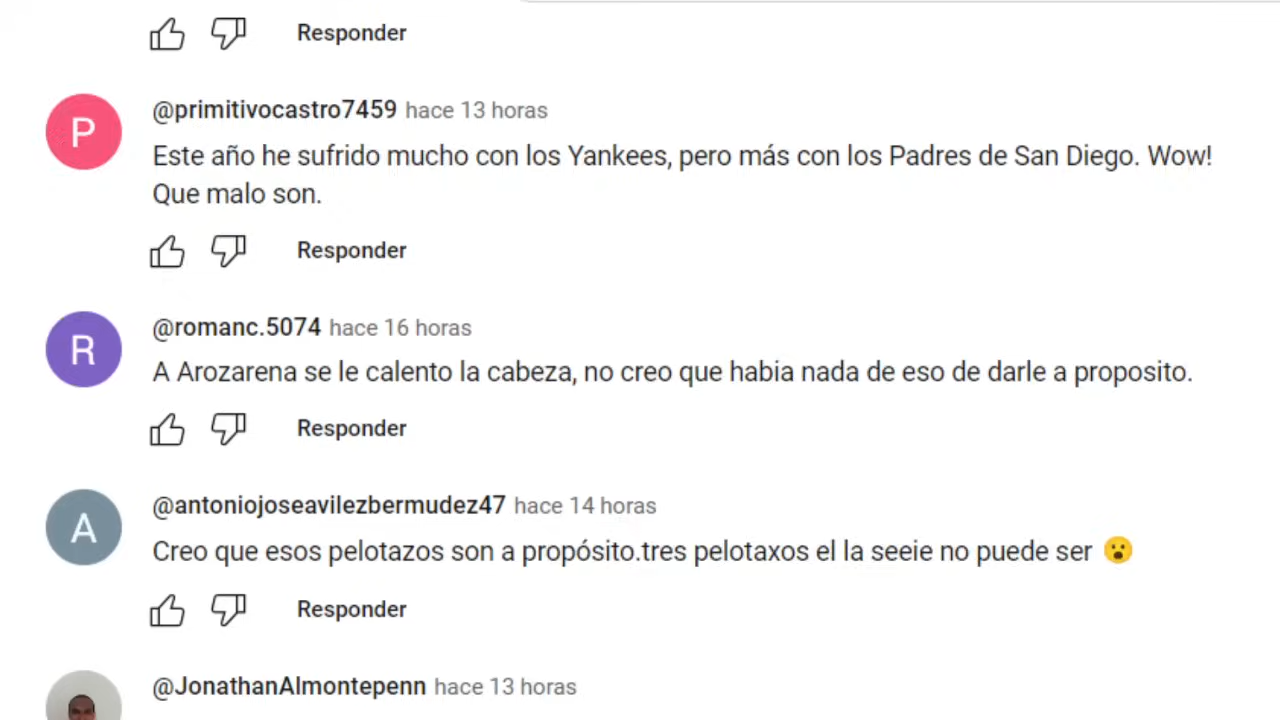 Responder
@primitivocastro7459 hace 13 horas
Este año he sufrido mucho con los Yankees, pero más con los Padres de San Diego. Wow!
Que malo son.
Responder
@romanc.5074 hace 16 horas
A Arozarena se le calento la cabeza, no creo que habia nada de eso de darle a proposito.
Responder
@antoniojoseavilezbermudez47 hace 14 horas
Creo que esos pelotazos son a propósito.tres pelotaxos el la seeie no puede ser 😮
Responder
@JonathanAlmontepenn hace 13 horas
P
R
A